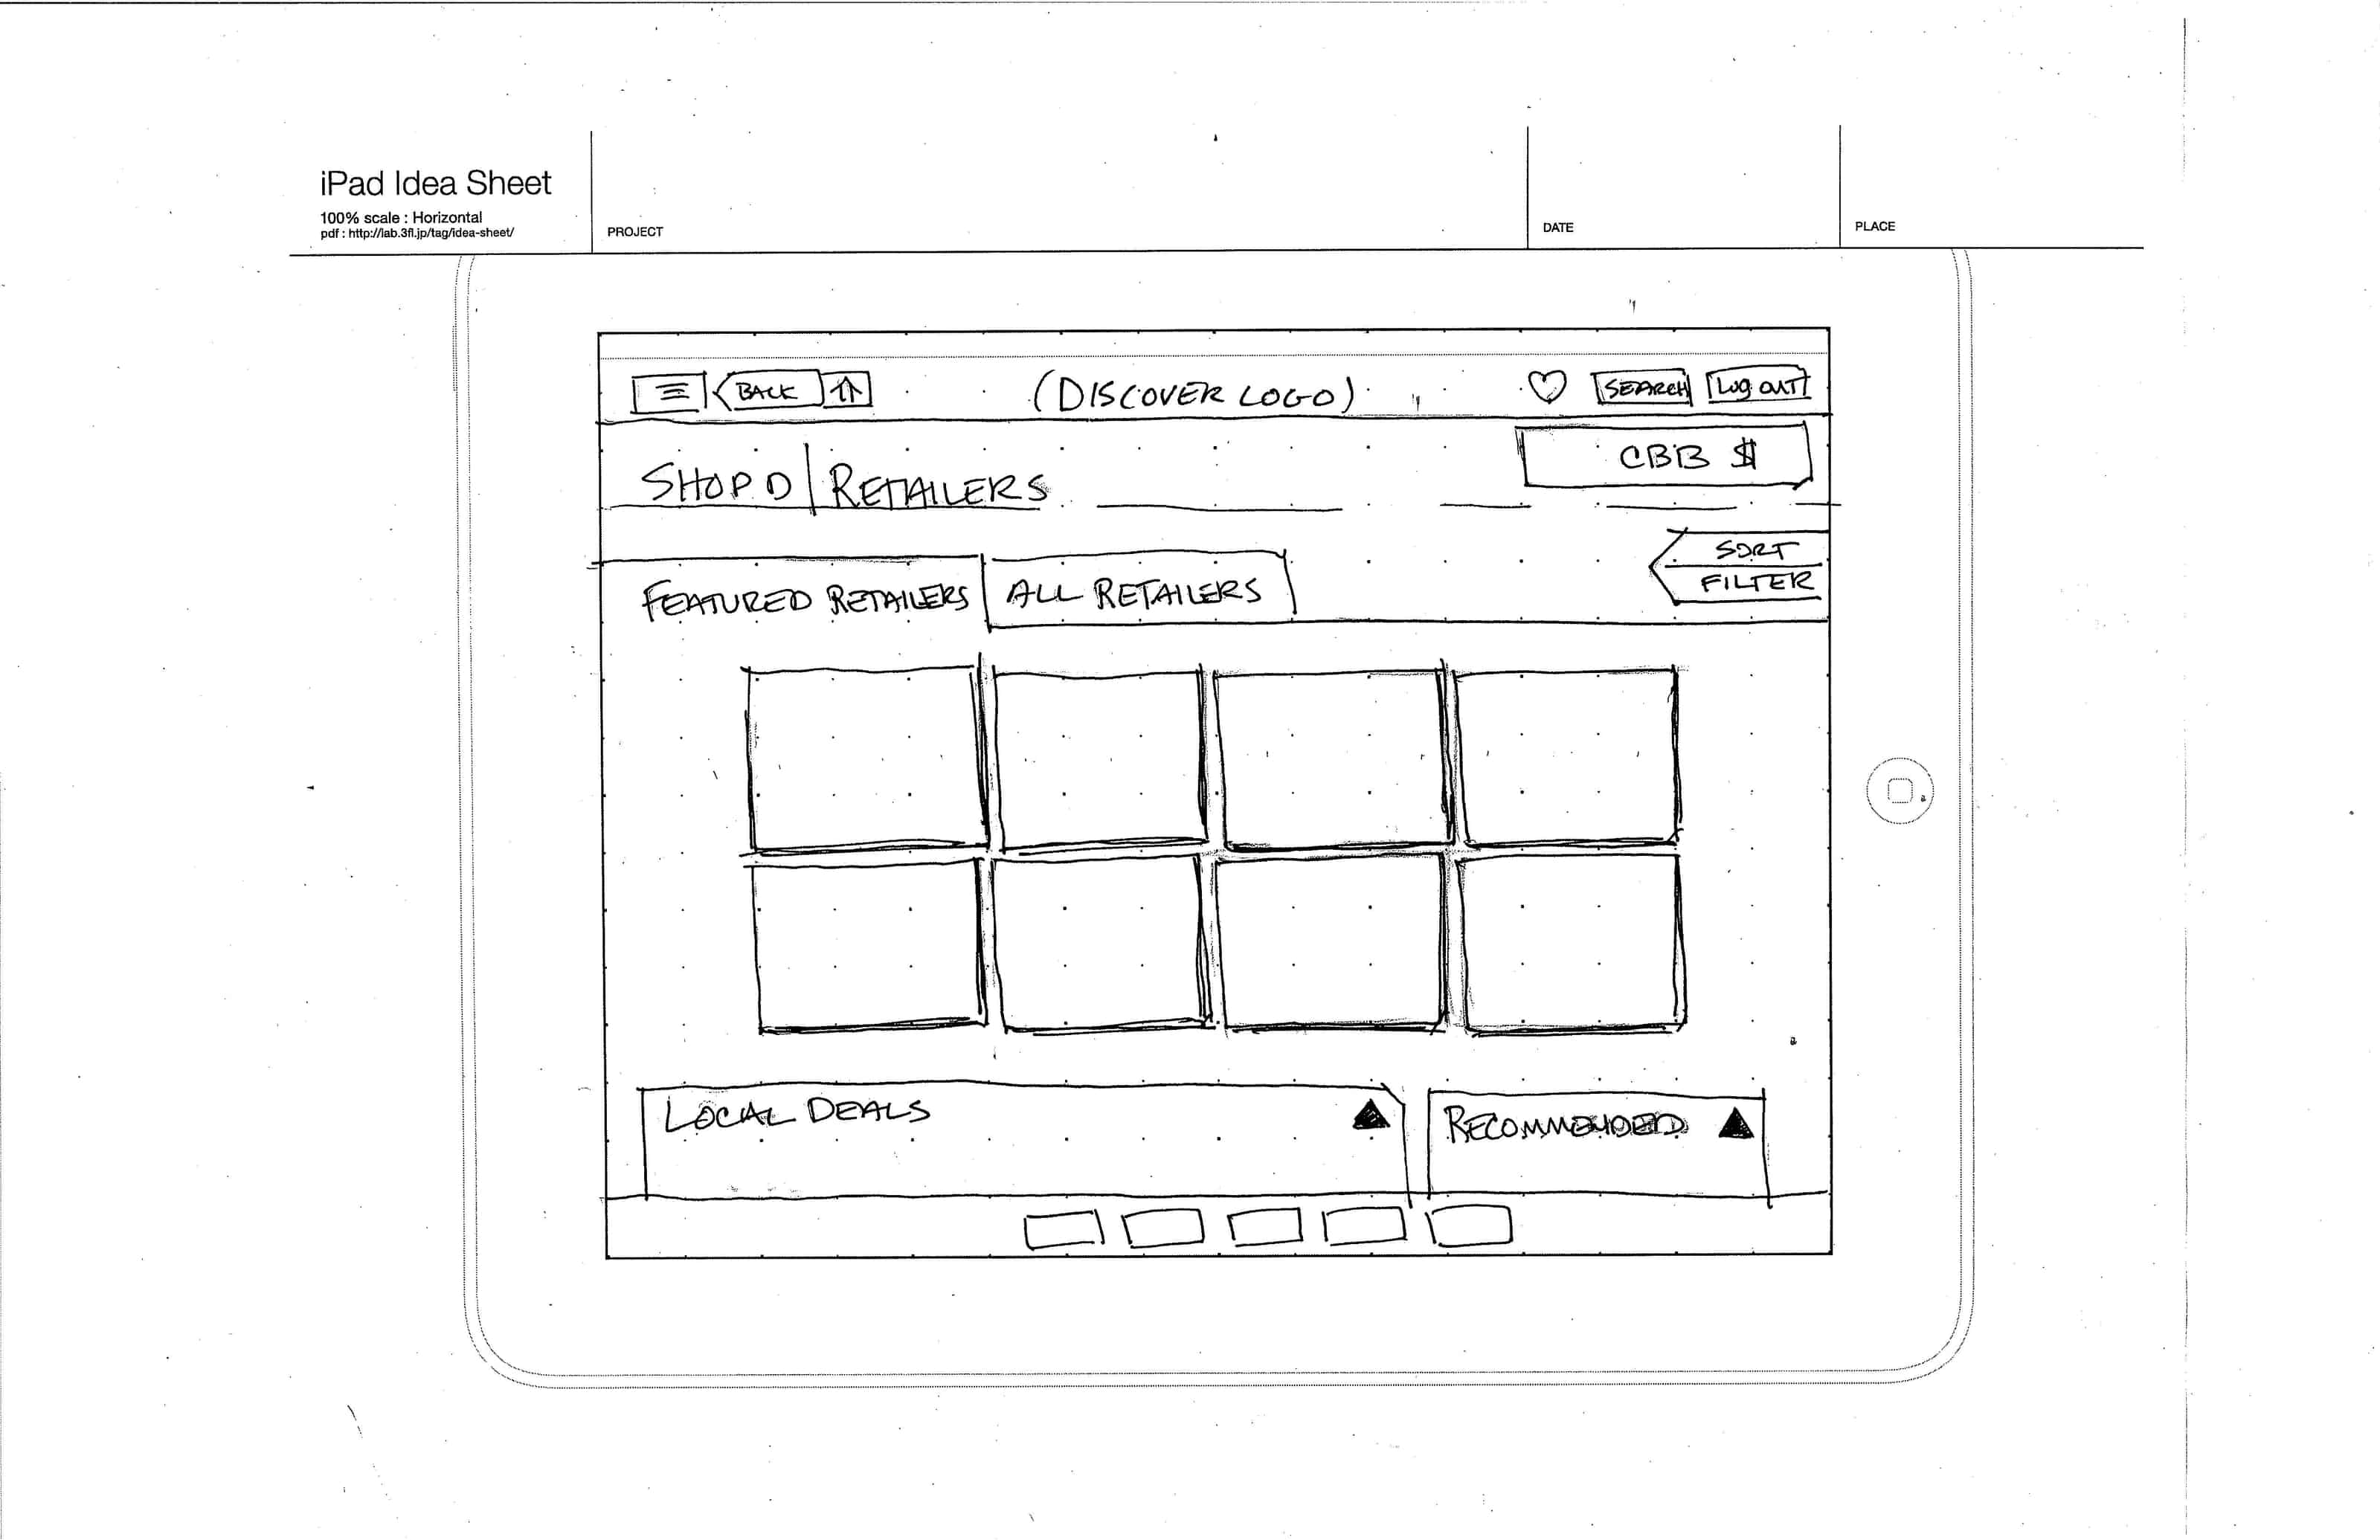 iPad Idea Sheet
100% scale : Horizontal
pdf : http://lab.3fl.jp/tag/idea-sheet/
PROJECT
DATE
PLACE
BACK
(DISCOVER LOGO)
SEARCH
LOG OUT
SHOP D | RETAILERS
CBB $
SORT
FILTER
FEATURED RETAILERS
ALL RETAILERS
LOCAL DEALS
RECOMMENDED